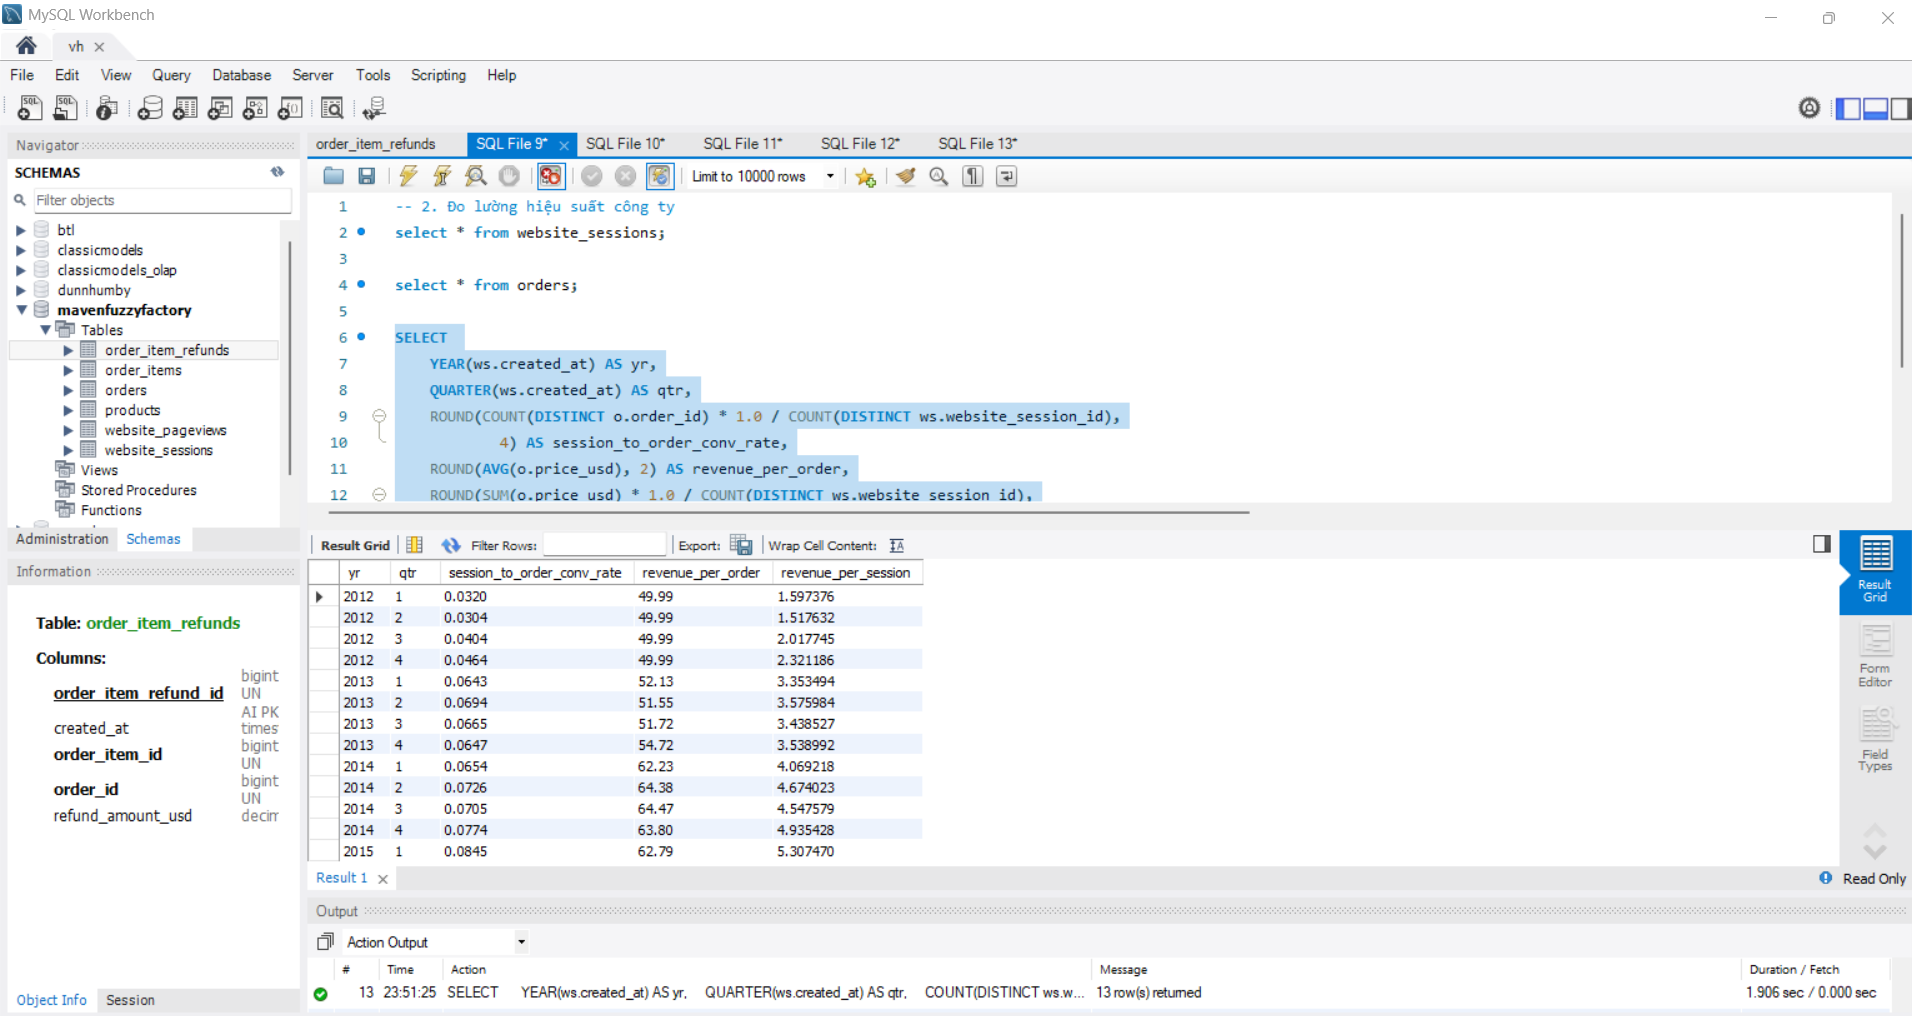 MySQL Workbench
vh
File Edit View Query Database Server Tools Scripting Help
Navigator
SCHEMAS
Filter objects
btl
classicmodels
classicmodels_olap
dunnhumby
mavenfuzzyfactory
Tables
order_item_refunds
order_items
orders
products
website_pageviews
website_sessions
Views
Stored Procedures
Functions
Administration Schemas
Information
Table: order_item_refunds
Columns:
order_item_refund_id bigint UN AI PK
created_at times
order_item_id bigint UN
order_id bigint UN
refund_amount_usd decim
Object Info Session
order_item_refunds SQL File 9* SQL File 10* SQL File 11* SQL File 12* SQL File 13*
Limit to 10000 rows
1 -- 2. Đo lường hiệu suất công ty
2 select * from website_sessions;
3
4 select * from orders;
5
6 SELECT
7 YEAR(ws.created_at) AS yr,
8 QUARTER(ws.created_at) AS qtr,
9 ROUND(COUNT(DISTINCT o.order_id) * 1.0 / COUNT(DISTINCT ws.website_session_id),
10 4) AS session_to_order_conv_rate,
11 ROUND(AVG(o.price_usd), 2) AS revenue_per_order,
12 ROUND(SUM(o.price_usd) * 1.0 / COUNT(DISTINCT ws.website_session_id),
Result Grid Filter Rows: Export: Wrap Cell Content:
yr qtr session_to_order_conv_rate revenue_per_order revenue_per_session
2012 1 0.0320 49.99 1.597376
2012 2 0.0304 49.99 1.517632
2012 3 0.0404 49.99 2.017745
2012 4 0.0464 49.99 2.321186
2013 1 0.0643 52.13 3.353494
2013 2 0.0694 51.55 3.575984
2013 3 0.0665 51.72 3.438527
2013 4 0.0647 54.72 3.538992
2014 1 0.0654 62.23 4.069218
2014 2 0.0726 64.38 4.674023
2014 3 0.0705 64.47 4.547579
2014 4 0.0774 63.80 4.935428
2015 1 0.0845 62.79 5.307470
Result Grid
Form Editor
Field Types
Result 1
Read Only
Output
Action Output
# Time Action Message Duration / Fetch
13 23:51:25 SELECT YEAR(ws.created_at) AS yr, QUARTER(ws.created_at) AS qtr, COUNT(DISTINCT ws.w... 13 row(s) returned 1.906 sec / 0.000 sec